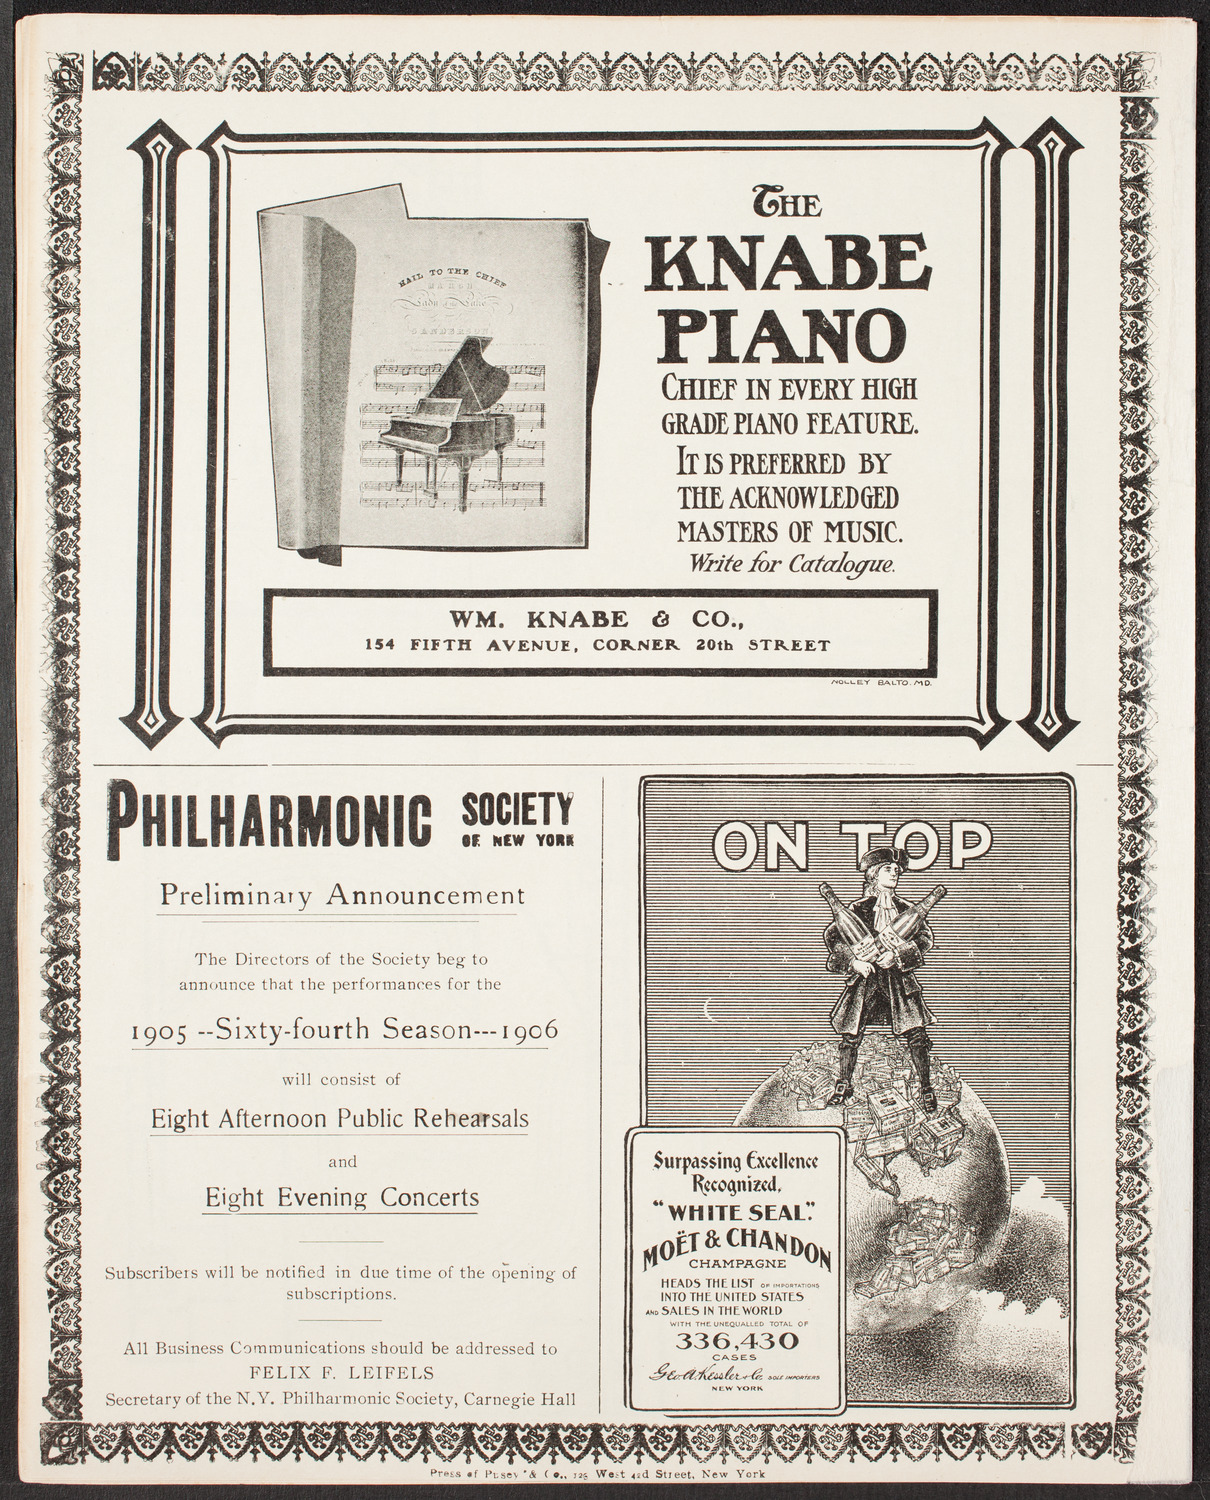 HAIL TO THE CHIEF
MARCH
SANDERSON.
THE
KNABE
PIANO
CHIEF IN EVERY HIGH
GRADE PIANO FEATURE.
IT IS PREFERRED BY
THE ACKNOWLEDGED
MASTERS OF MUSIC.
Write for Catalogue.
WM. KNABE & CO.,
154 FIFTH AVENUE, CORNER 20th STREET
NOLLEY BALTO. MD.
PHILHARMONIC SOCIETY
OF NEW YORK
Preliminary Announcement
The Directors of the Society beg to
announce that the performances for the
1905 --Sixty-fourth Season---1906
will consist of
Eight Afternoon Public Rehearsals
and
Eight Evening Concerts
Subscribers will be notified in due time of the opening of
subscriptions.
All Business Communications should be addressed to
FELIX F. LEIFELS
Secretary of the N.Y. Philharmonic Society, Carnegie Hall
ON TOP
Surpassing Excellence
Recognized,
"WHITE SEAL".
MOËT & CHANDON
CHAMPAGNE
HEADS THE LIST OF IMPORTATIONS
INTO THE UNITED STATES
AND SALES IN THE WORLD
WITH THE UNEQUALLED TOTAL OF
336,430
CASES
Geo. A. Kessler & Co. SOLE IMPORTERS
NEW YORK
Press of Pusey & Co., 126 West 42d Street, New York